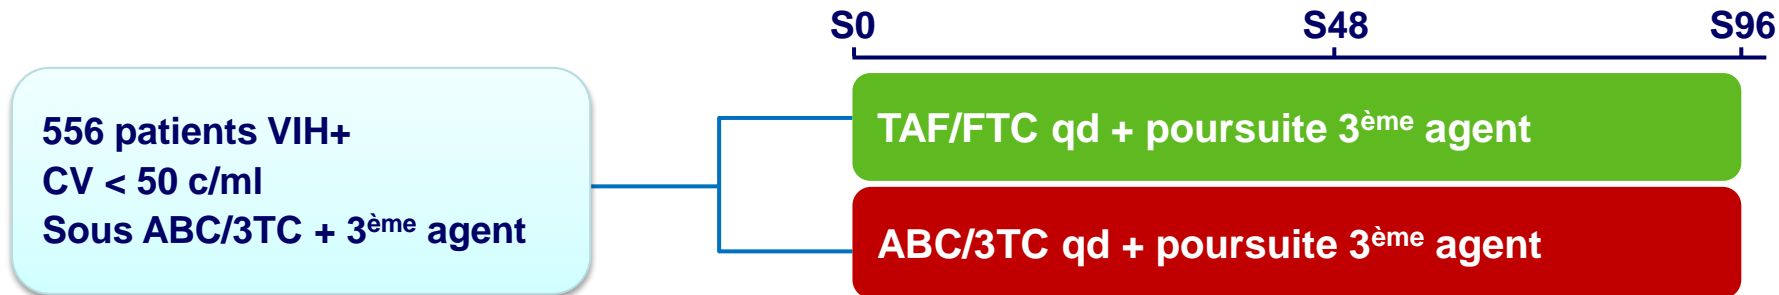 S0 S48 S96
556 patients VIH+
CV < 50 c/ml
Sous ABC/3TC + 3ème agent
TAF/FTC qd + poursuite 3ème agent
ABC/3TC qd + poursuite 3ème agent